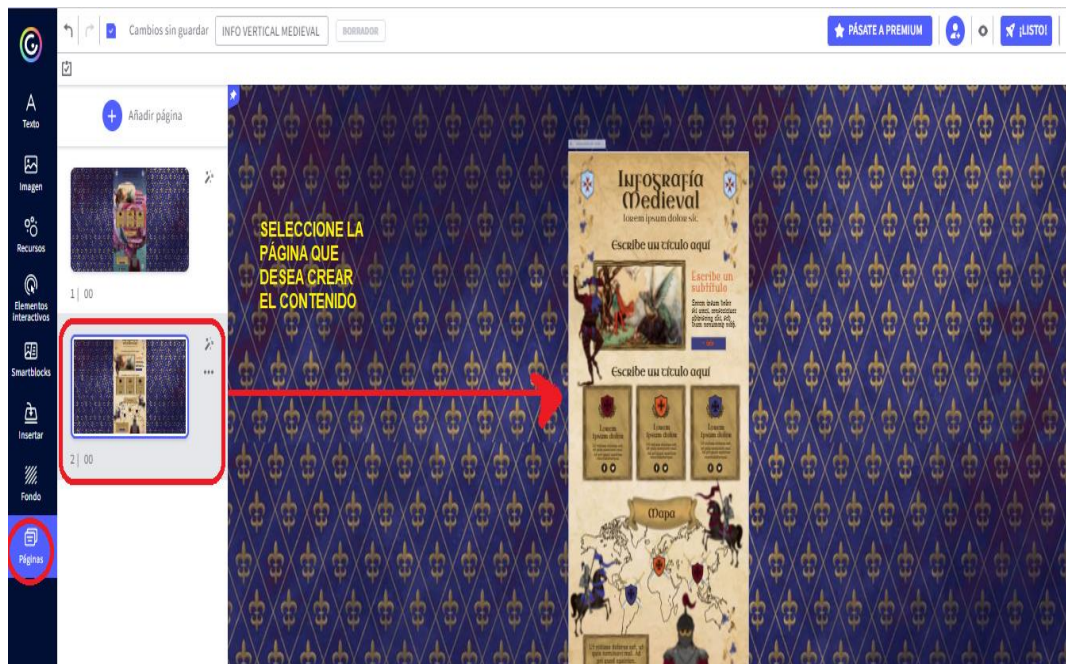 Cambios sin guardar
INFO VERTICAL MEDIEVAL
BORRADOR
PÁSATE A PREMIUM
¡LISTO!
Texto
Imagen
Recursos
Elementos
interactivos
Smartblocks
Insertar
Fondo
Páginas
Añadir página
1 | 00
2 | 00
SELECCIONE LA
PÁGINA QUE
DESEA CREAR
EL CONTENIDO
Infografía
Medieval
lorem ipsum dolor sic
Escribe un título aquí
Escribe un
subtítulo
Escribe un título aquí
Lorem
ipsum dolor
Lorem
ipsum dolor
Lorem
ipsum dolor
Mapa